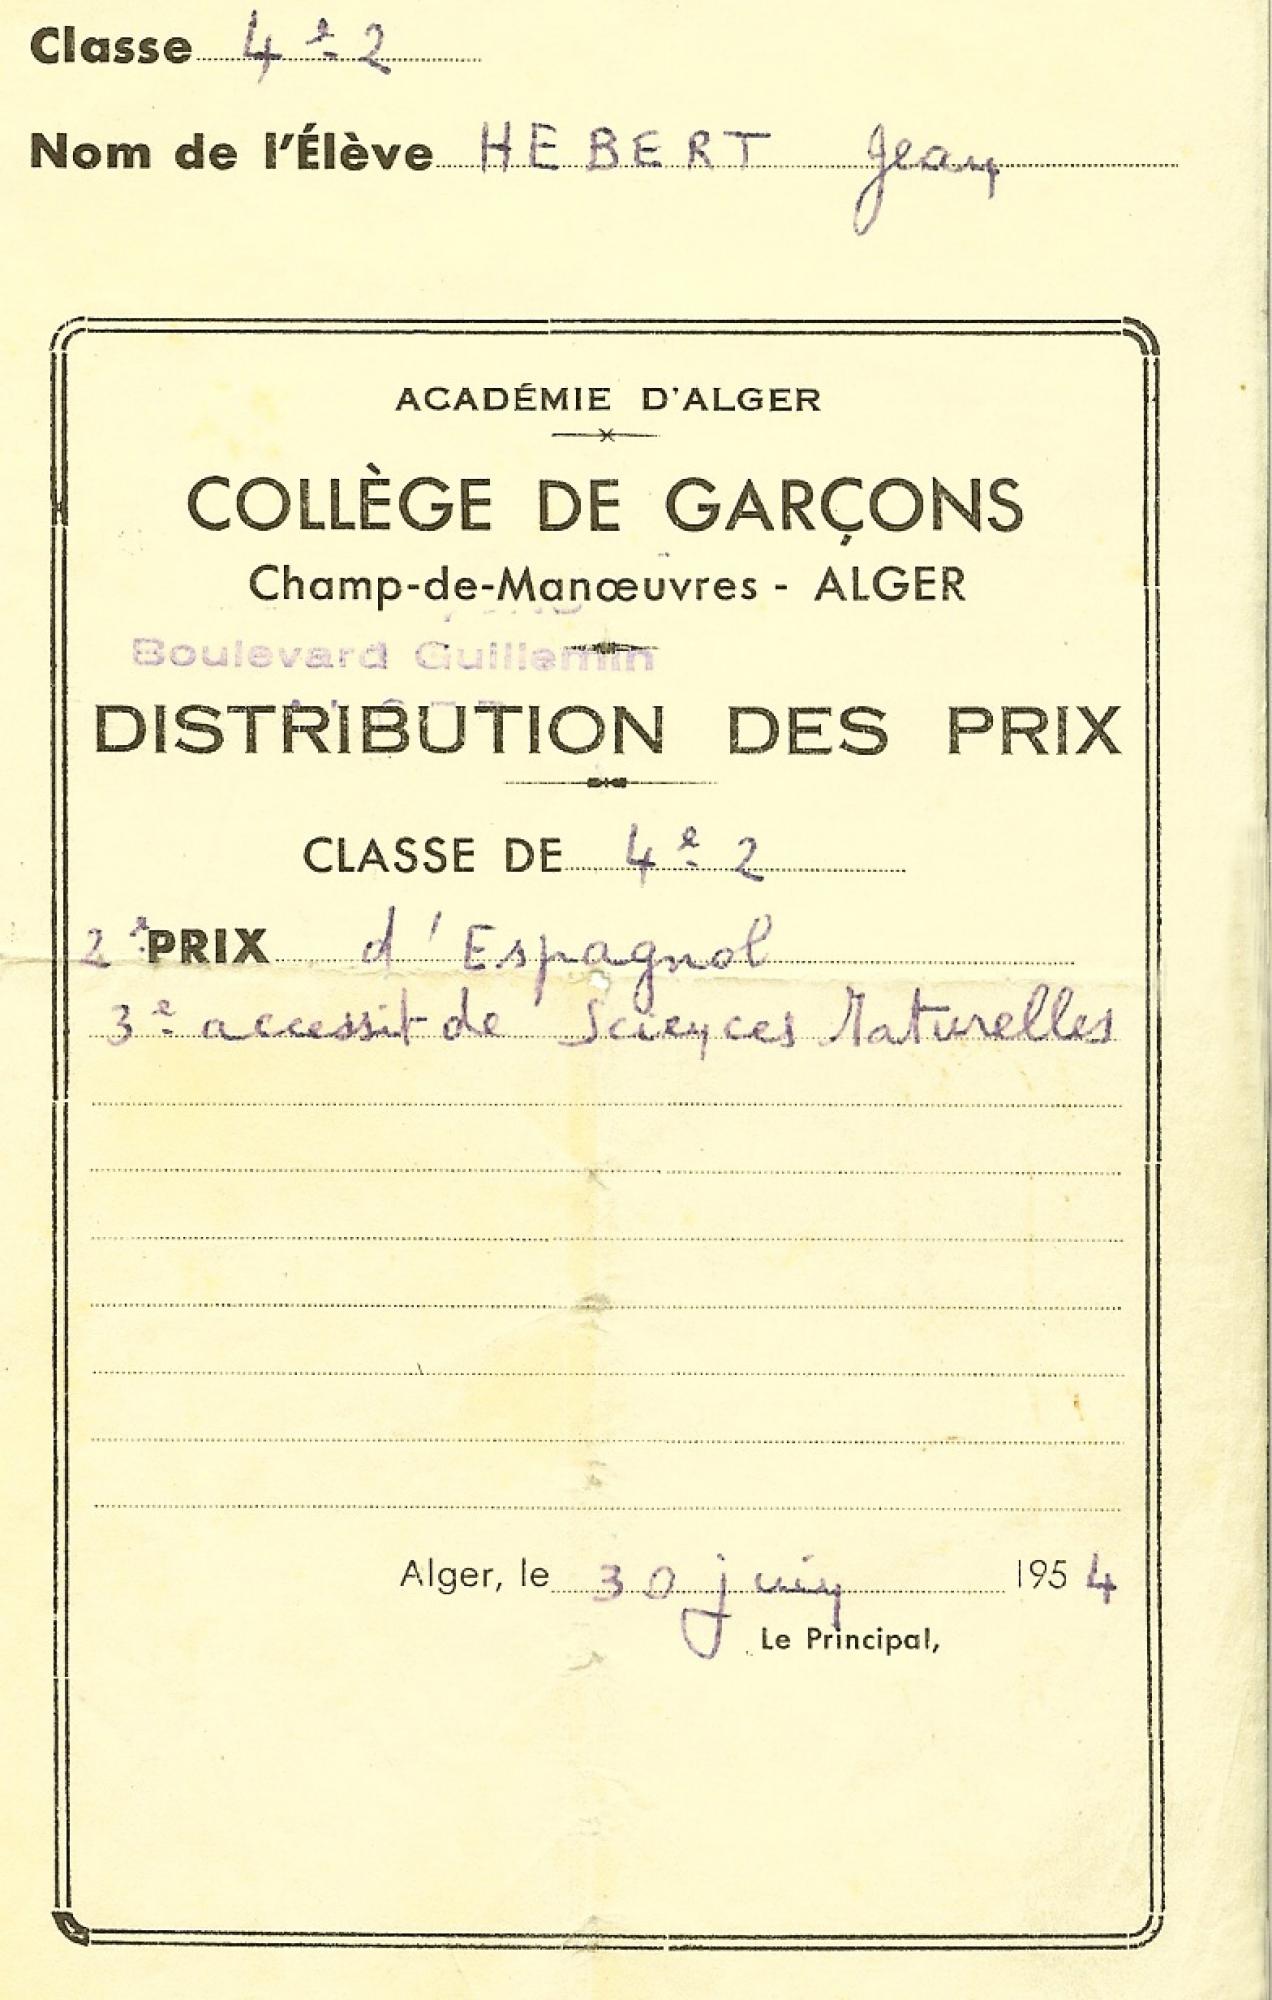 Classe 4e 2
Nom de l'Élève HEBERT Jean
ACADÉMIE D'ALGER
COLLÈGE DE GARÇONS
Champ-de-Manœuvres - ALGER
Boulevard Guillemin
DISTRIBUTION DES PRIX
CLASSE DE 4e 2
2e PRIX d'Espagnol
3e accessit de Sciences Naturelles
Alger, le 30 juin 1954
Le Principal,